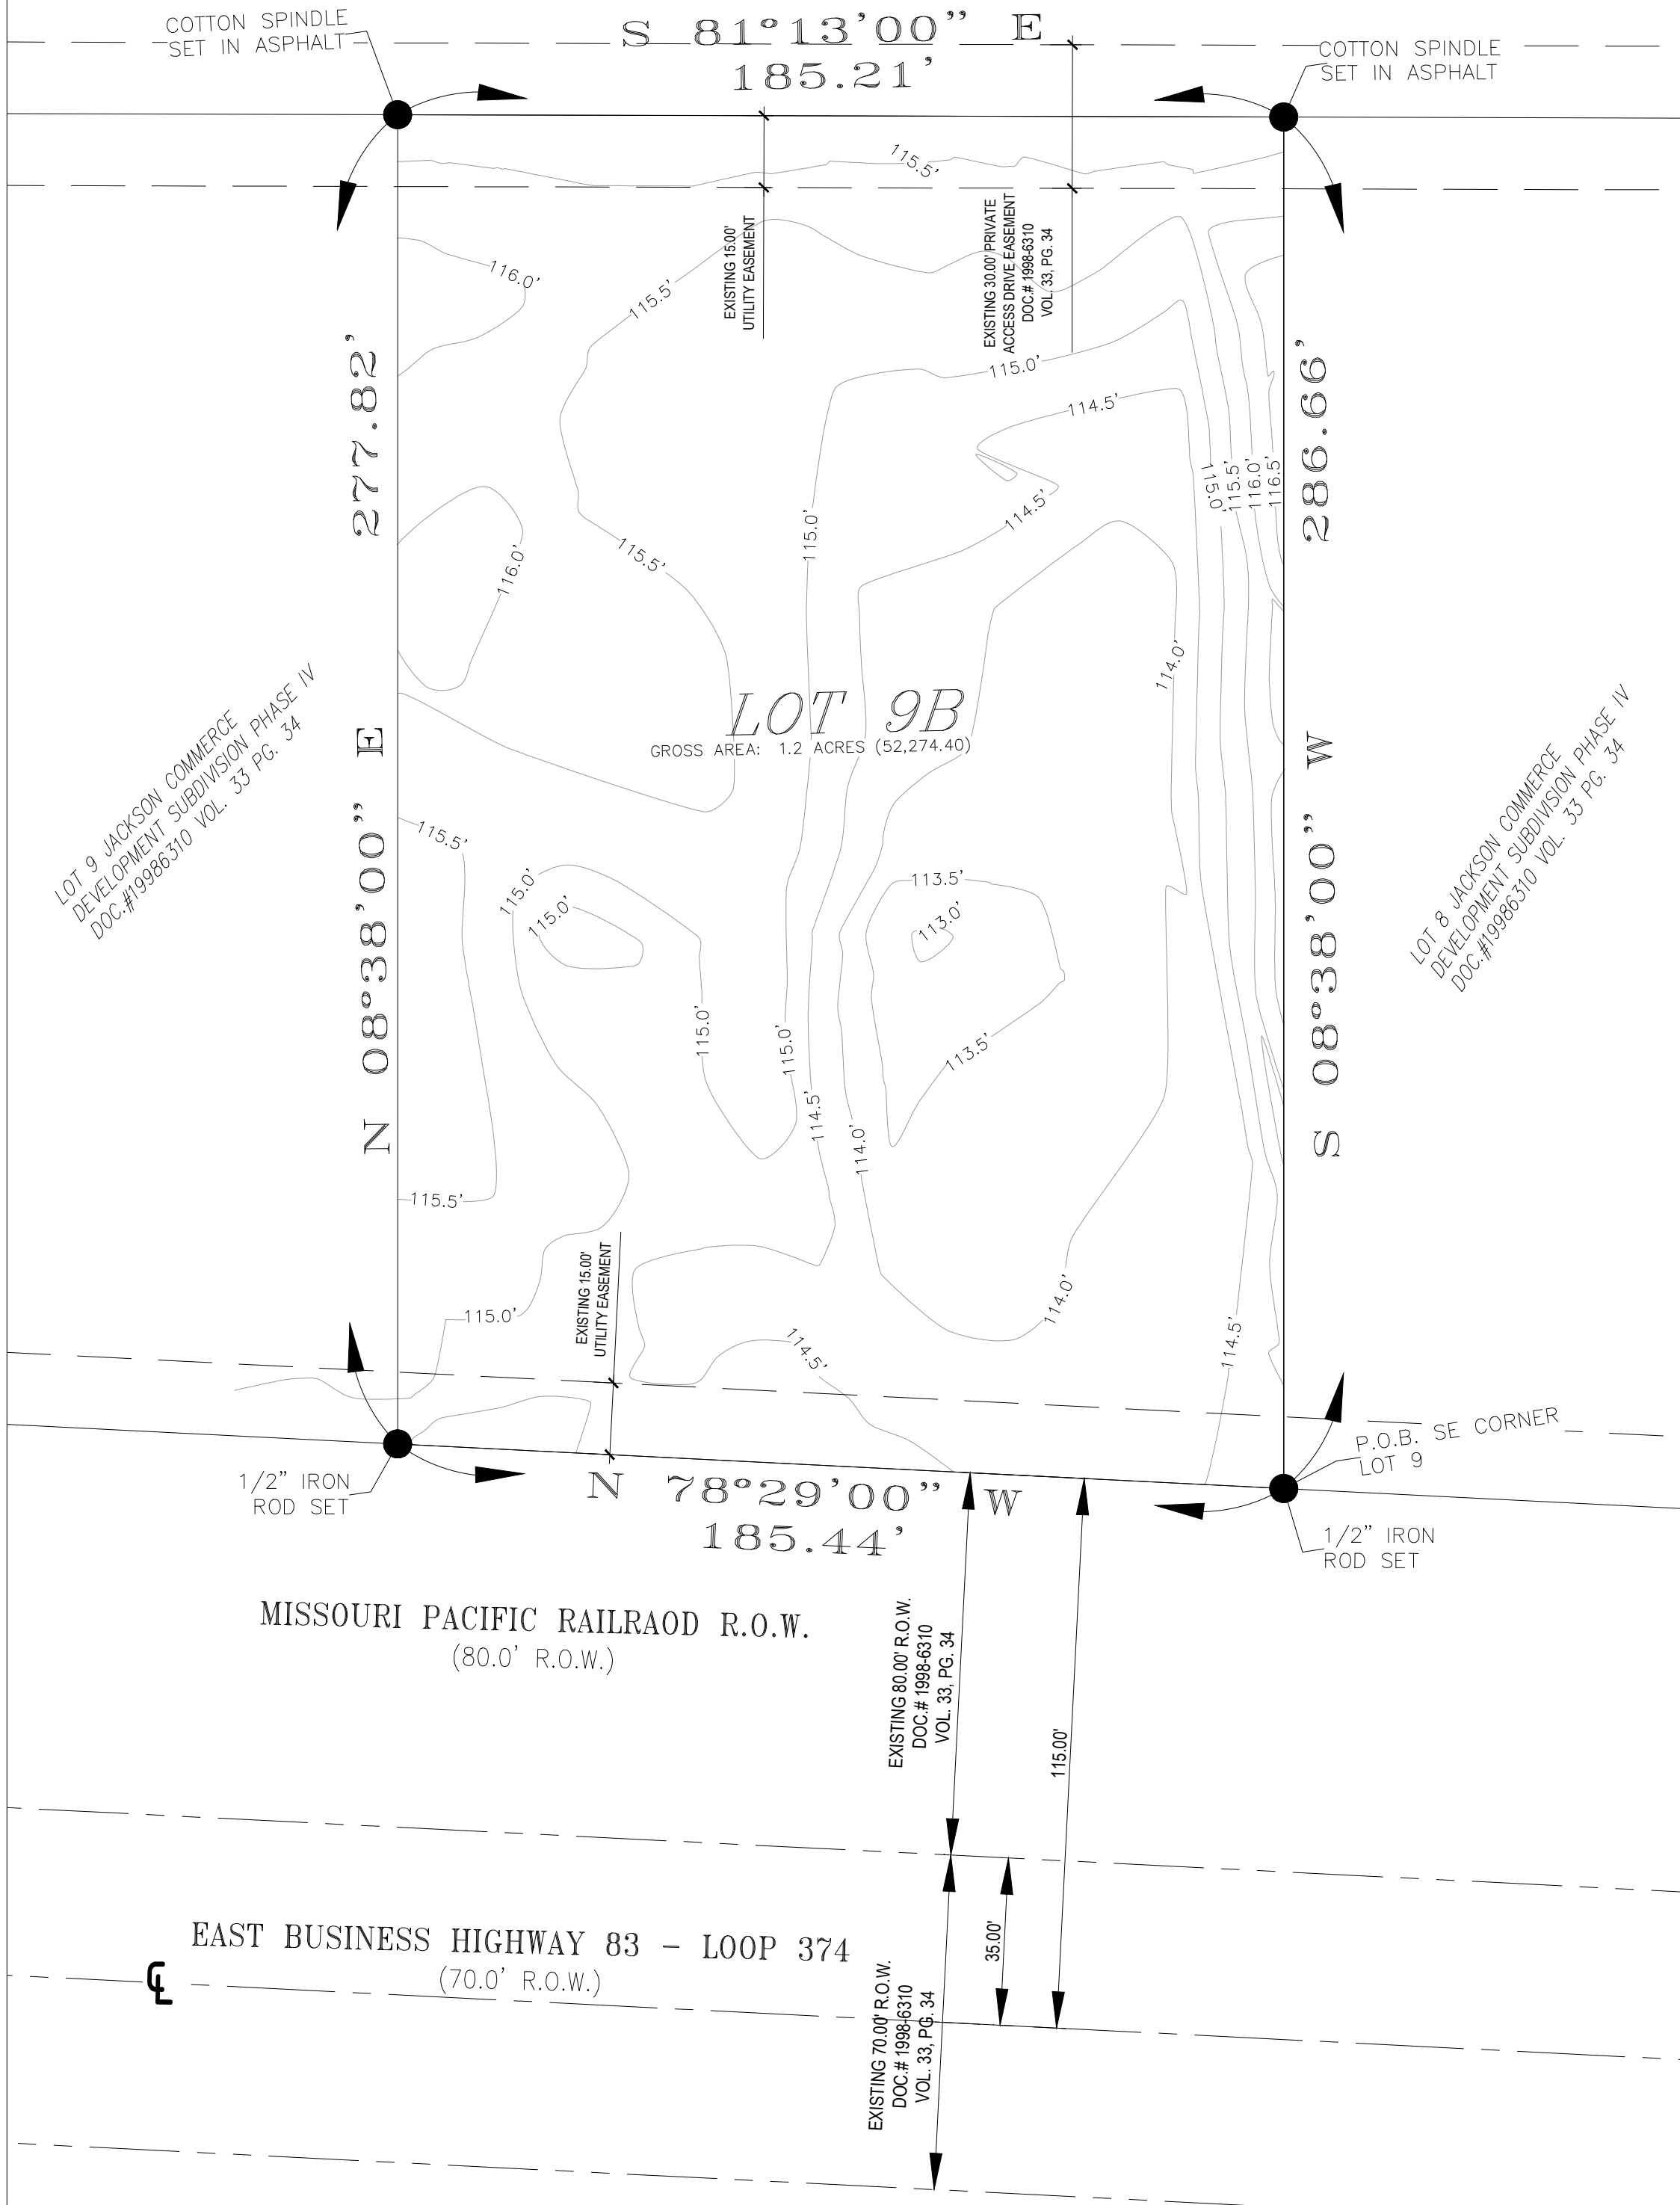 COTTON SPINDLE
SET IN ASPHALT
S 81°13'00" E
185.21'
COTTON SPINDLE
SET IN ASPHALT
115.5'
EXISTING 15.00'
UTILITY EASEMENT
EXISTING 30.00' PRIVATE
ACCESS DRIVE EASEMENT
DOC.# 1998-6310
VOL. 33, PG. 34
116.0'
115.5'
115.0'
114.5'
277.82'
286.66'
115.0'
115.5'
116.0'
116.5'
114.5'
115.0'
115.5'
116.0'
114.0'
LOT 9B
GROSS AREA: 1.2 ACRES (52,274.40)
N 08°38'00" E
S 08°38'00" W
LOT 9 JACKSON COMMERCE
DEVELOPMENT SUBDIVISION PHASE IV
DOC.#19986310 VOL. 33 PG. 34
LOT 8 JACKSON COMMERCE
DEVELOPMENT SUBDIVISION PHASE IV
DOC.#19986310 VOL. 33 PG. 34
115.5'
115.0'
115.0'
113.5'
113.0'
115.0'
115.0'
113.5'
114.5'
114.0'
115.5'
EXISTING 15.00'
UTILITY EASEMENT
115.0'
114.0'
114.5'
114.5'
P.O.B. SE CORNER
LOT 9
1/2" IRON
ROD SET
N 78°29'00" W
185.44'
1/2" IRON
ROD SET
MISSOURI PACIFIC RAILRAOD R.O.W.
(80.0' R.O.W.)
EXISTING 80.00' R.O.W.
DOC.# 1998-6310
VOL. 33, PG. 34
115.00'
EAST BUSINESS HIGHWAY 83 - LOOP 374
(70.0' R.O.W.)
35.00'
CL
EXISTING 70.00' R.O.W.
DOC.# 1998-6310
VOL. 33, PG. 34